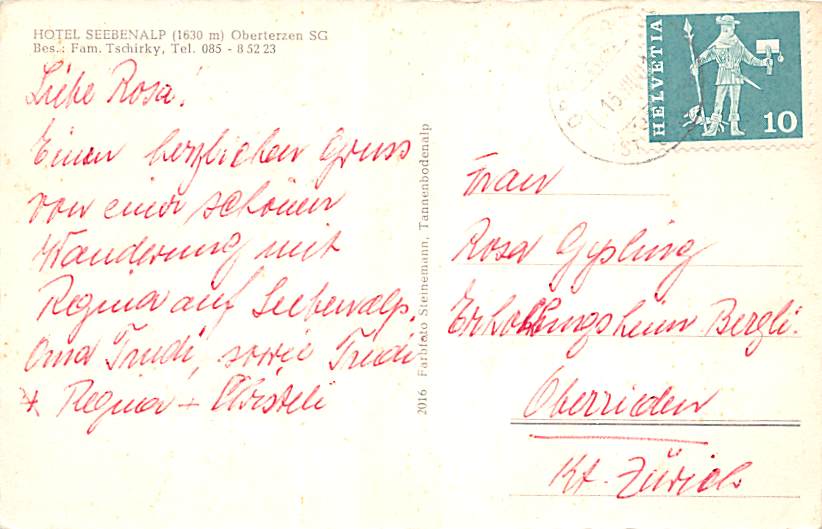 HOTEL SEEBENALP (1630 m) Oberterzen SG
Bes.: Fam. Tschirky, Tel. 085 - 8 52 23
Liebe Rosa!
Einen herzlichen Gruss
von einer schönen
Wanderung mit
Regina auf Seebenalp.
Oma Trudi, sowie Trudi
+ Regina + Christeli
2016 Farbfoto Steinemann, Tannenbodenalp
HELVETIA
10
Frau
Rosa
Erholungsheim Bergli.
Oberrieden
Kt. Zürich